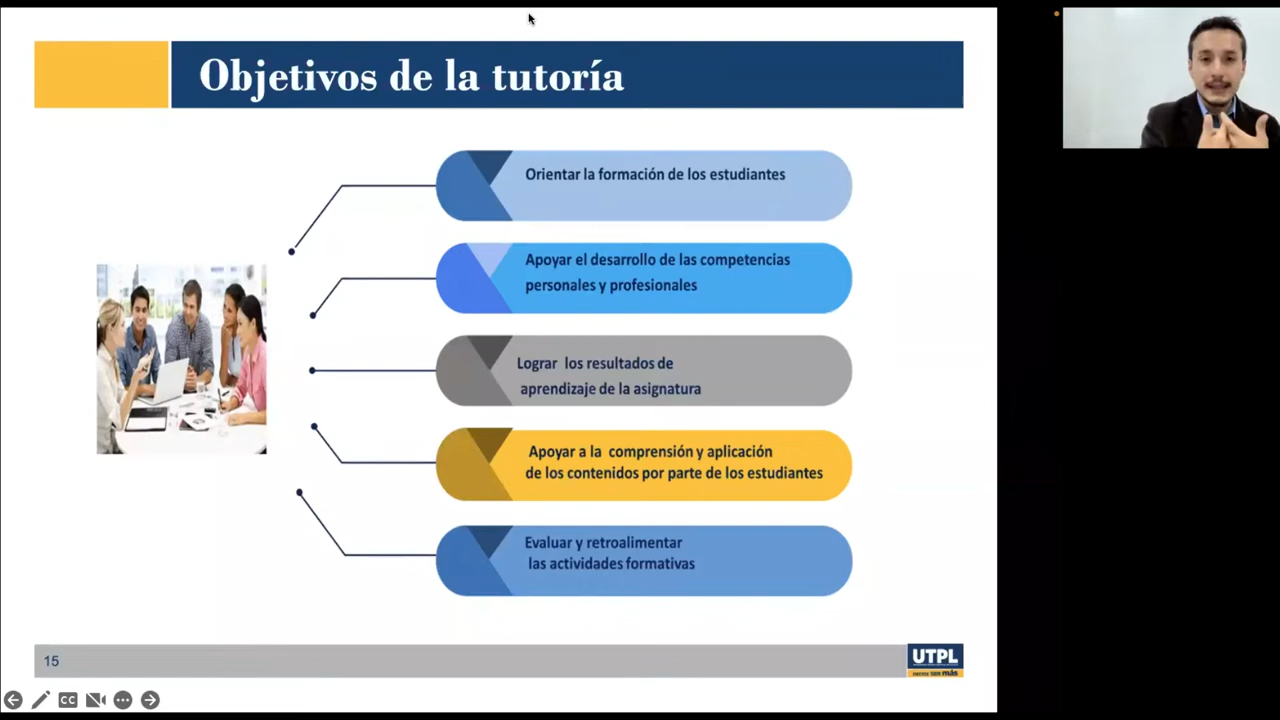 Objetivos de la tutoría
Orientar la formación de los estudiantes
Apoyar el desarrollo de las competencias
personales y profesionales
Lograr los resultados de
aprendizaje de la asignatura
Apoyar a la comprensión y aplicación
de los contenidos por parte de los estudiantes
Evaluar y retroalimentar
las actividades formativas
15
UTPL
CC